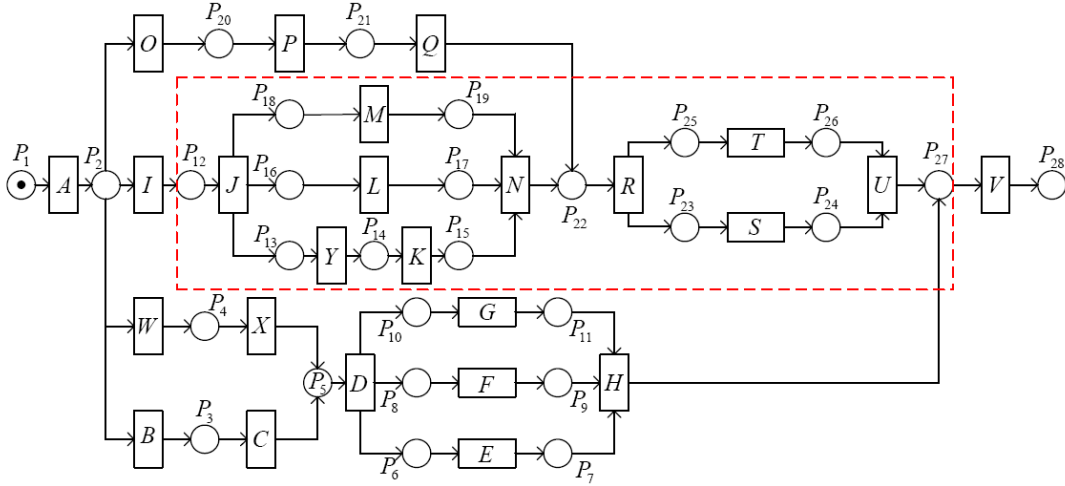 P20 P21
O P Q
P18 P19
M
P25 P26
T
P1 P2 P12
A I J
P16 P17
L N
P22
R U
P27 P28
V
P23 P24
S
P13 P14 P15
Y K
P4
W X
P10 P11
G
P5 D
P8 P9
F H
P3
B C
P6 P7
E